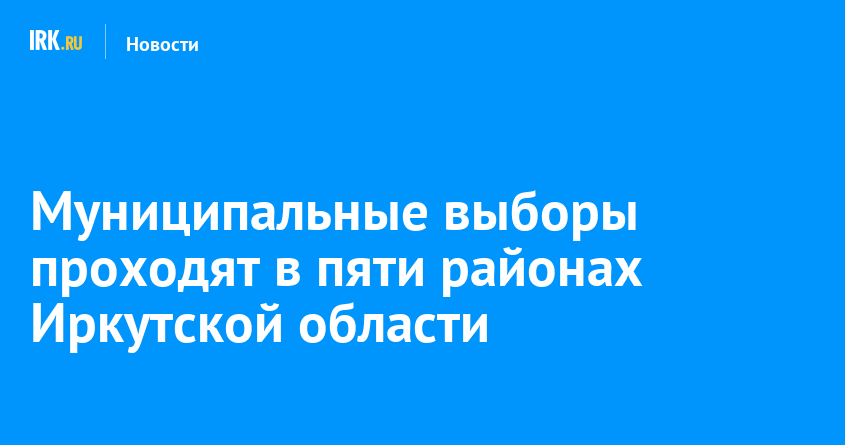 IRK.RU
Новости
Муниципальные выборы
проходят в пяти районах
Иркутской области